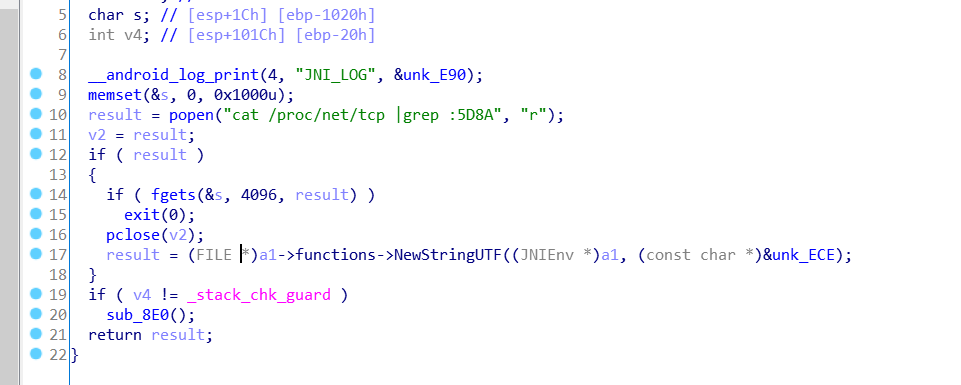 5 char s; // [esp+1Ch] [ebp-1020h]
6 int v4; // [esp+101Ch] [ebp-20h]
7
8 __android_log_print(4, "JNI_LOG", &unk_E90);
9 memset(&s, 0, 0x1000u);
10 result = popen("cat /proc/net/tcp |grep :5D8A", "r");
11 v2 = result;
12 if ( result )
13 {
14 if ( fgets(&s, 4096, result) )
15 exit(0);
16 pclose(v2);
17 result = (FILE *)a1->functions->NewStringUTF((JNIEnv *)a1, (const char *)&unk_ECE);
18 }
19 if ( v4 != _stack_chk_guard )
20 sub_8E0();
21 return result;
22 }